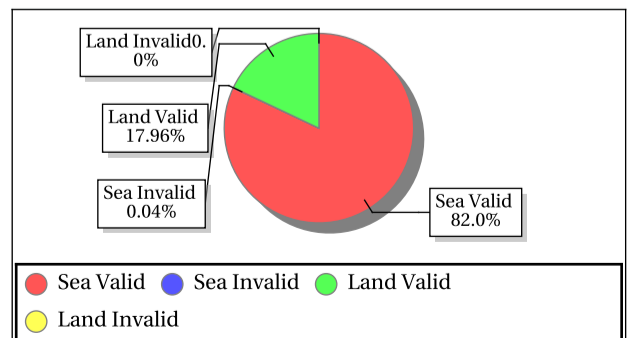 Land Invalid0.
0%
Land Valid
17.96%
Sea Invalid
0.04%
Sea Valid
82.0%
Sea Valid Sea Invalid Land Valid
Land Invalid